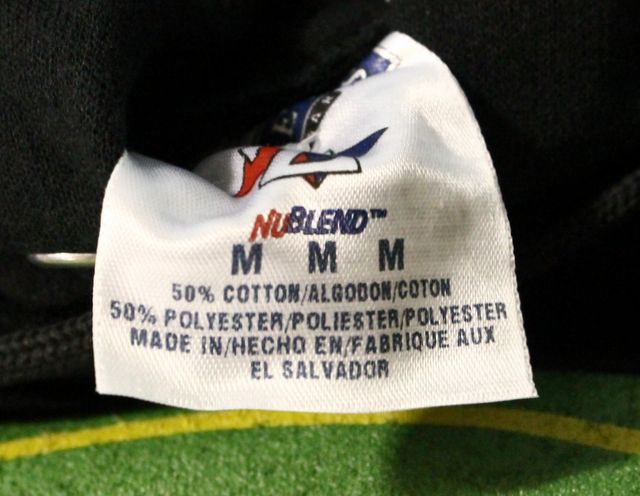 NUBLEND™
M M M
50% COTTON/ALGODON/COTON
50% POLYESTER/POLIESTER/POLYESTER
MADE IN/HECHO EN/FABRIQUE AUX
EL SALVADOR